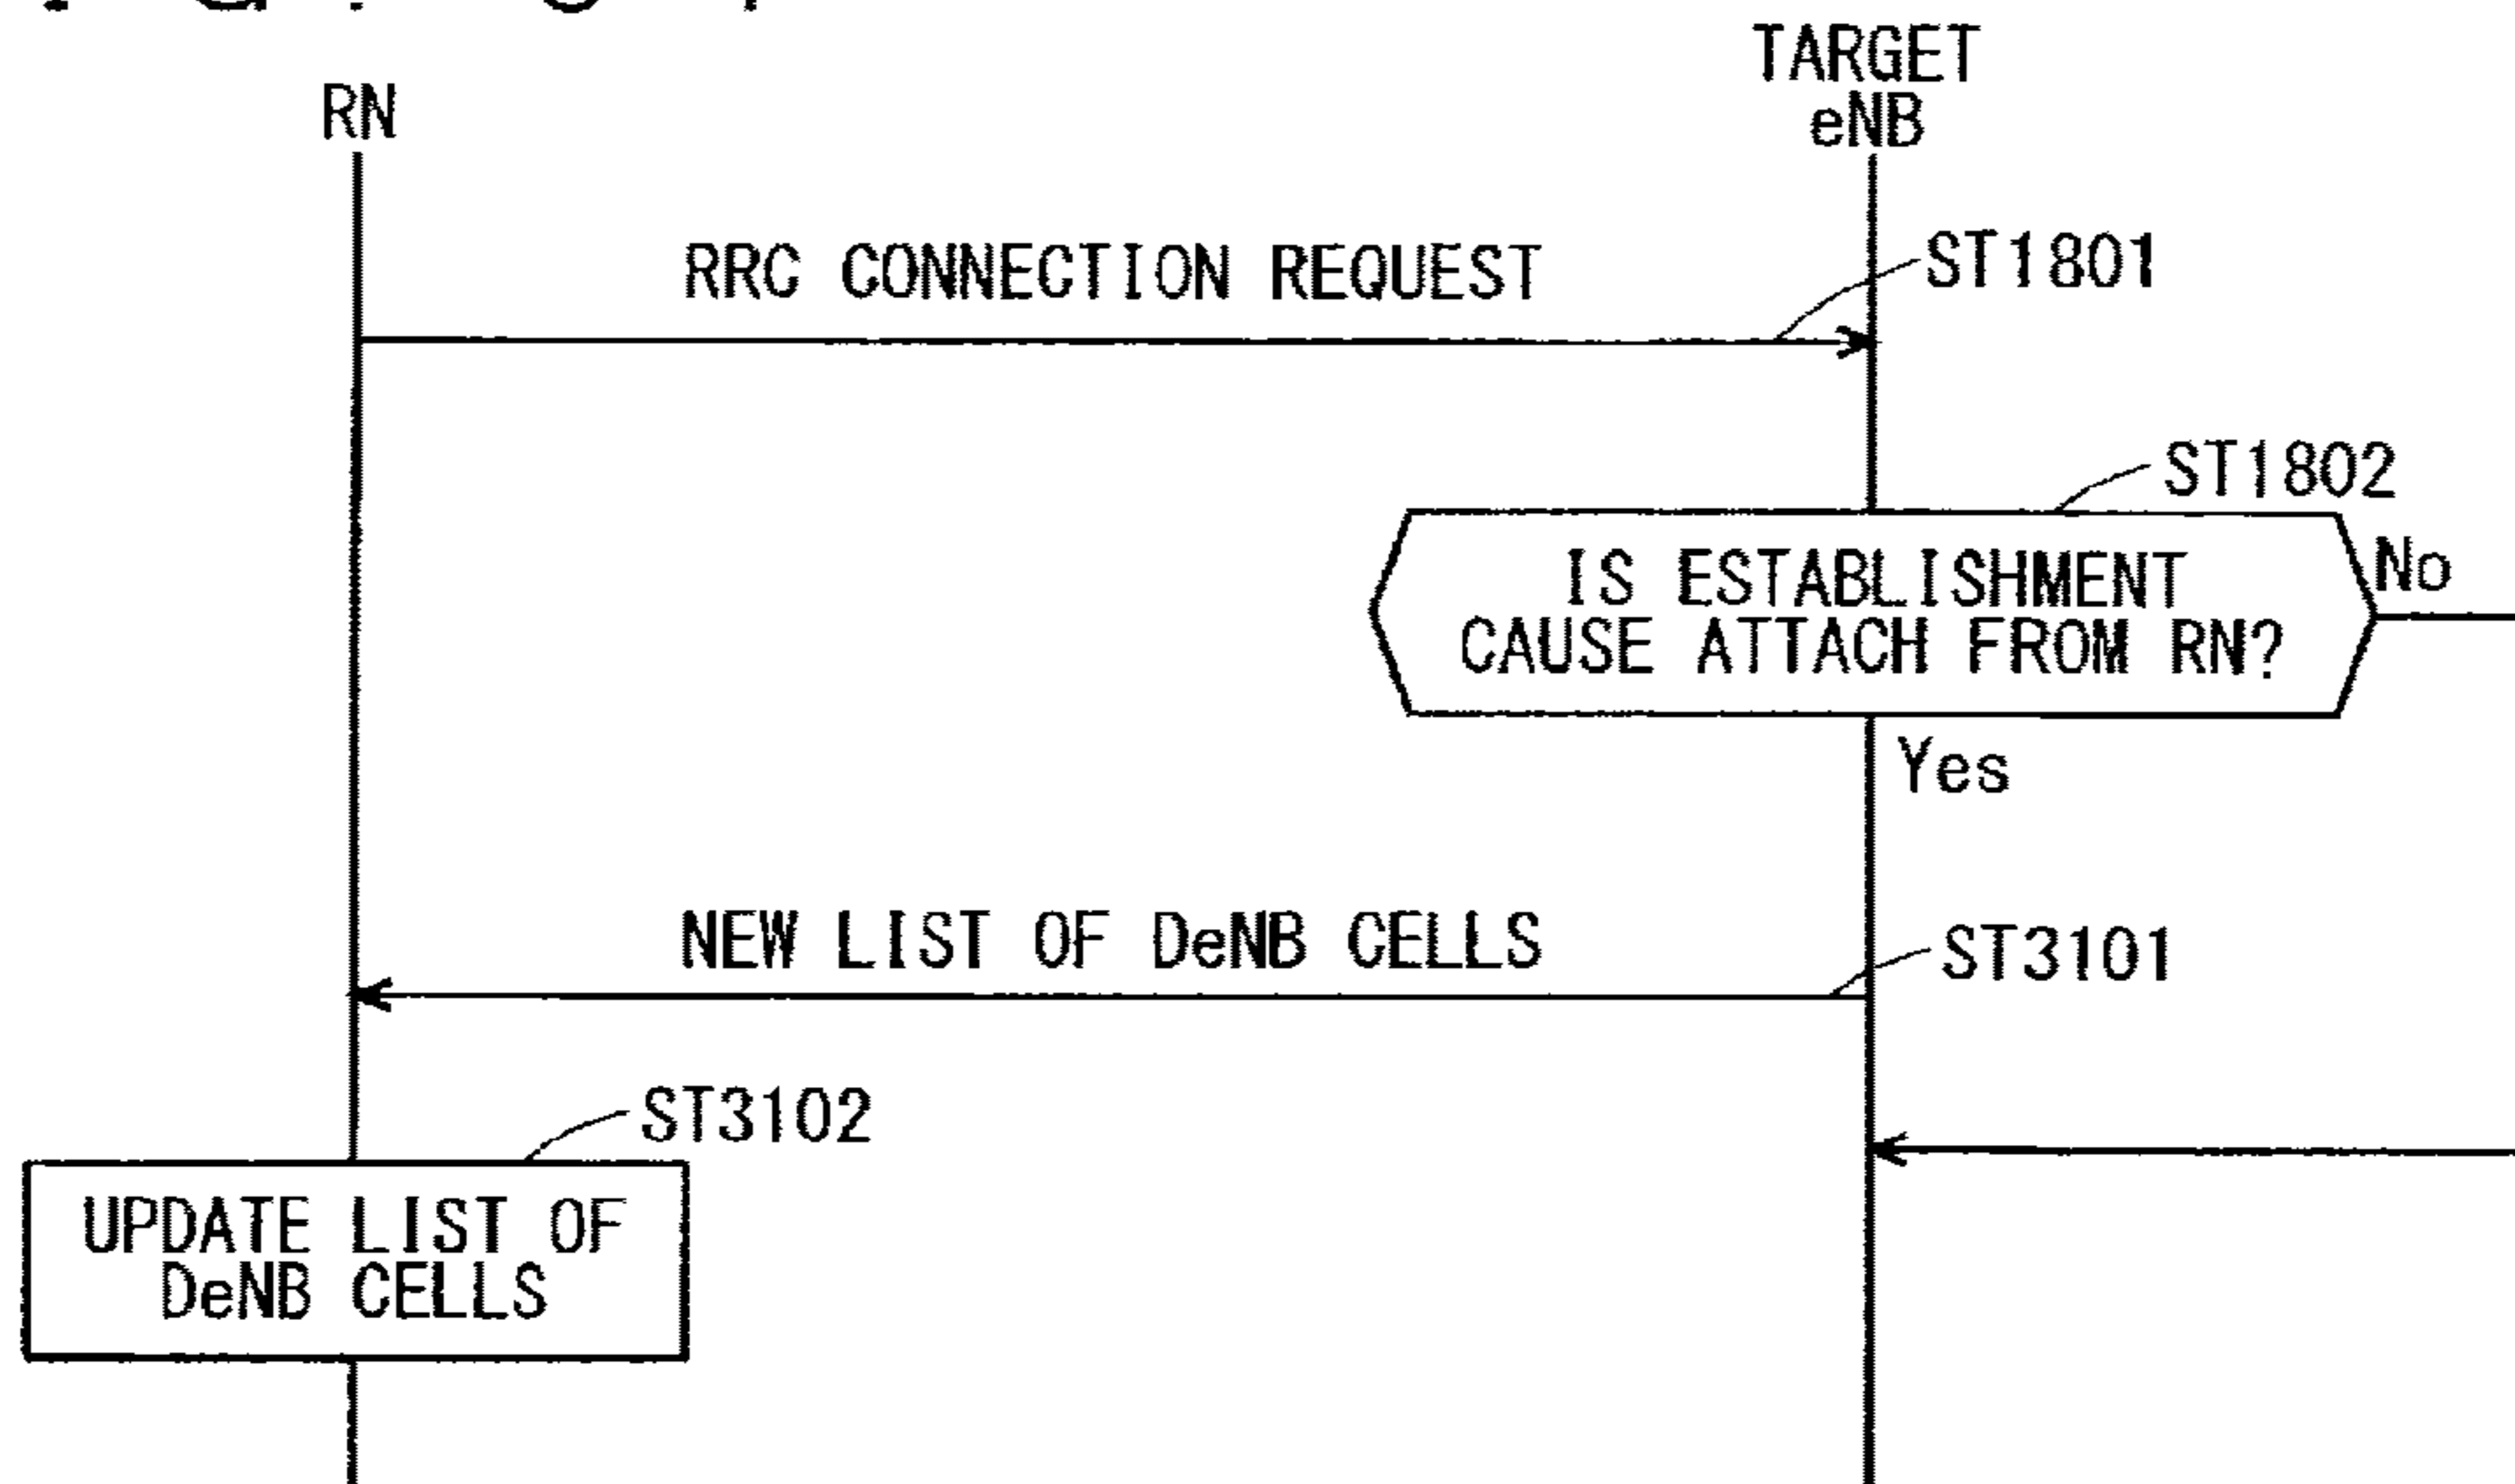 TARGET
eNB
RN
RRC CONNECTION REQUEST
ST1801
ST1802
IS ESTABLISHMENT
CAUSE ATTACH FROM RN?
No
Yes
NEW LIST OF DeNB CELLS
ST3101
ST3102
UPDATE LIST OF
DeNB CELLS